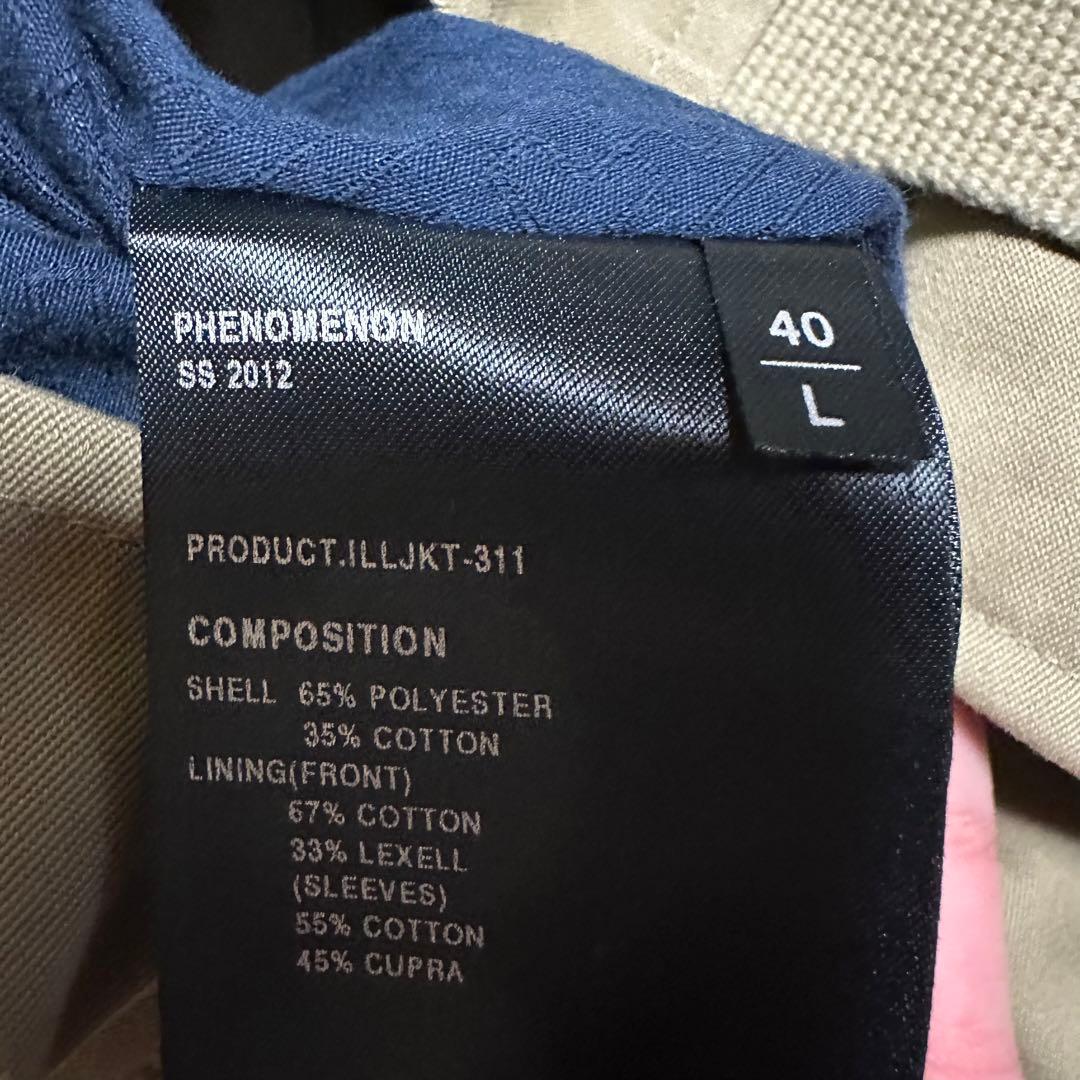 PHENOMENON
SS 2012
40
L
PRODUCT.ILLJKT-311
COMPOSITION
SHELL 65% POLYESTER
35% COTTON
LINING(FRONT)
67% COTTON
33% LEXELL
(SLEEVES)
55% COTTON
45% CUPRA